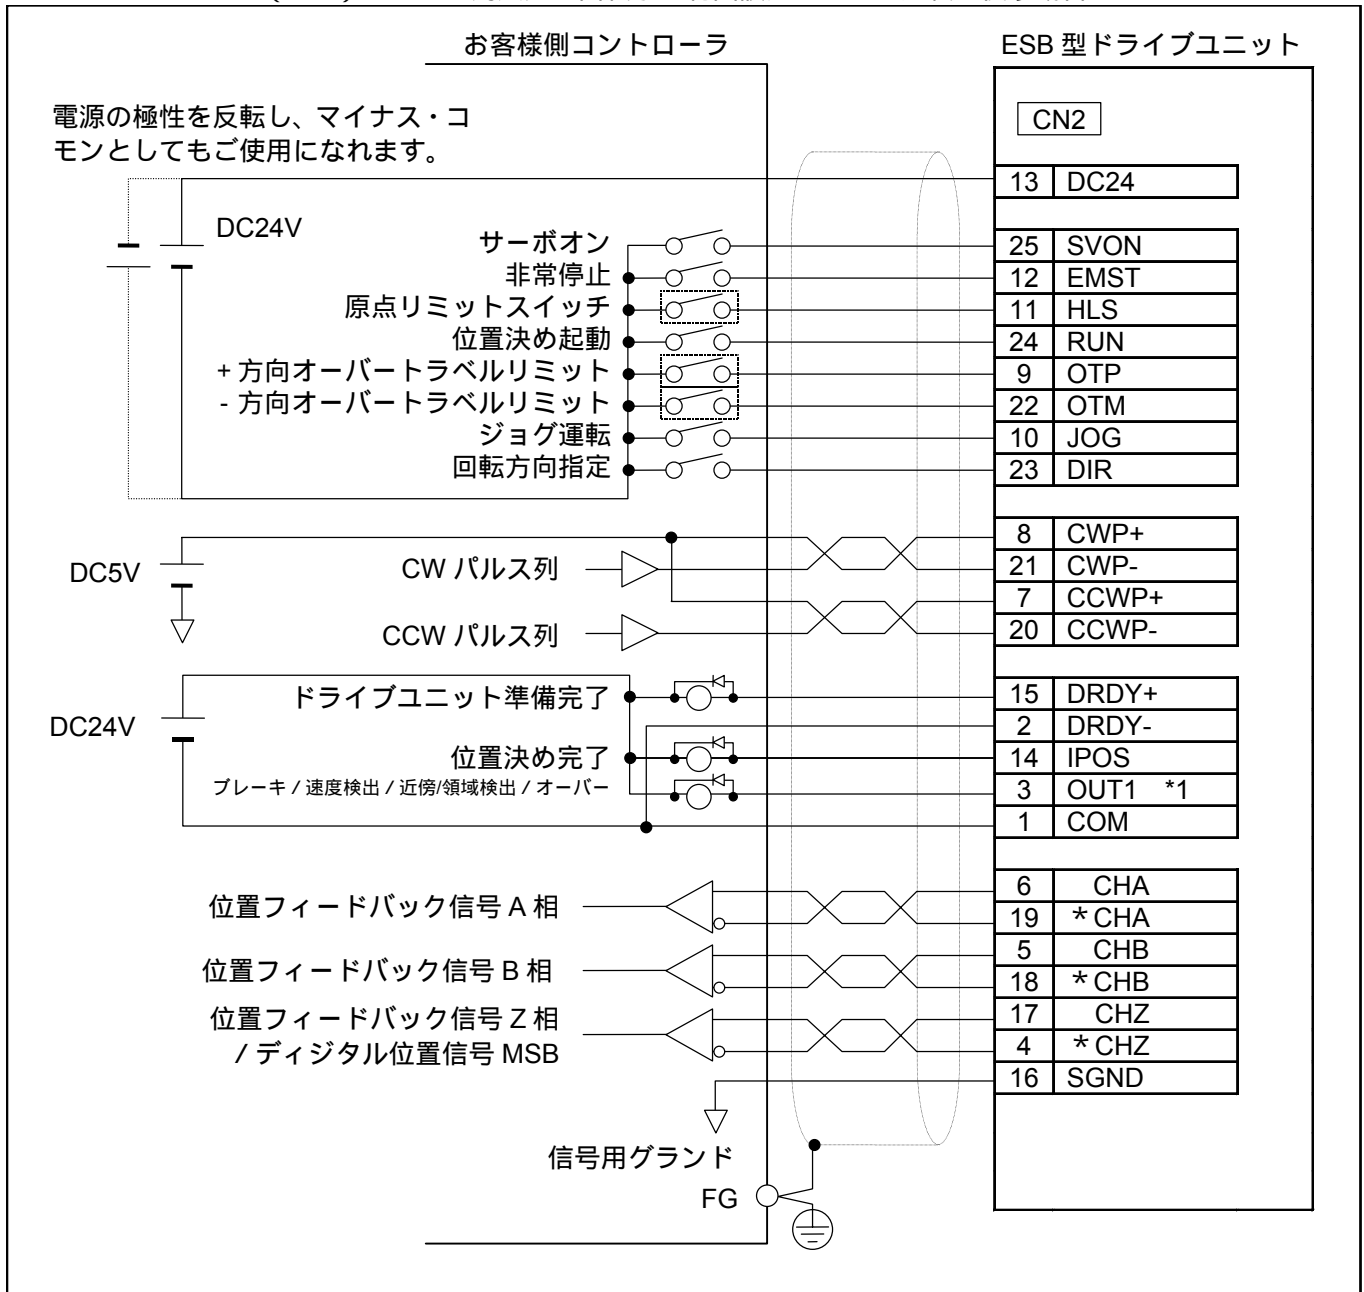 お客様側コントローラ
ESB 型ドライブユニット
電源の極性を反転し、マイナス・コ
モンとしてもご使用になれます。
CN2
13 DC24
DC24V
サーボオン 25 SVON
非常停止 12 EMST
原点リミットスイッチ 11 HLS
位置決め起動 24 RUN
+ 方向オーバートラベルリミット 9 OTP
- 方向オーバートラベルリミット 22 OTM
ジョグ運転 10 JOG
回転方向指定 23 DIR
8 CWP+
DC5V
CW パルス列 21 CWP-
7 CCWP+
CCW パルス列 20 CCWP-
ドライブユニット準備完了 15 DRDY+
DC24V
2 DRDY-
位置決め完了 14 IPOS
ブレーキ / 速度検出 / 近傍/領域検出 / オーバー 3 OUT1 *1
1 COM
6 CHA
位置フィードバック信号 A 相
19 *CHA
5 CHB
位置フィードバック信号 B 相
18 *CHB
位置フィードバック信号 Z 相 17 CHZ
/ ディジタル位置信号 MSB 4 *CHZ
16 SGND
信号用グランド
FG